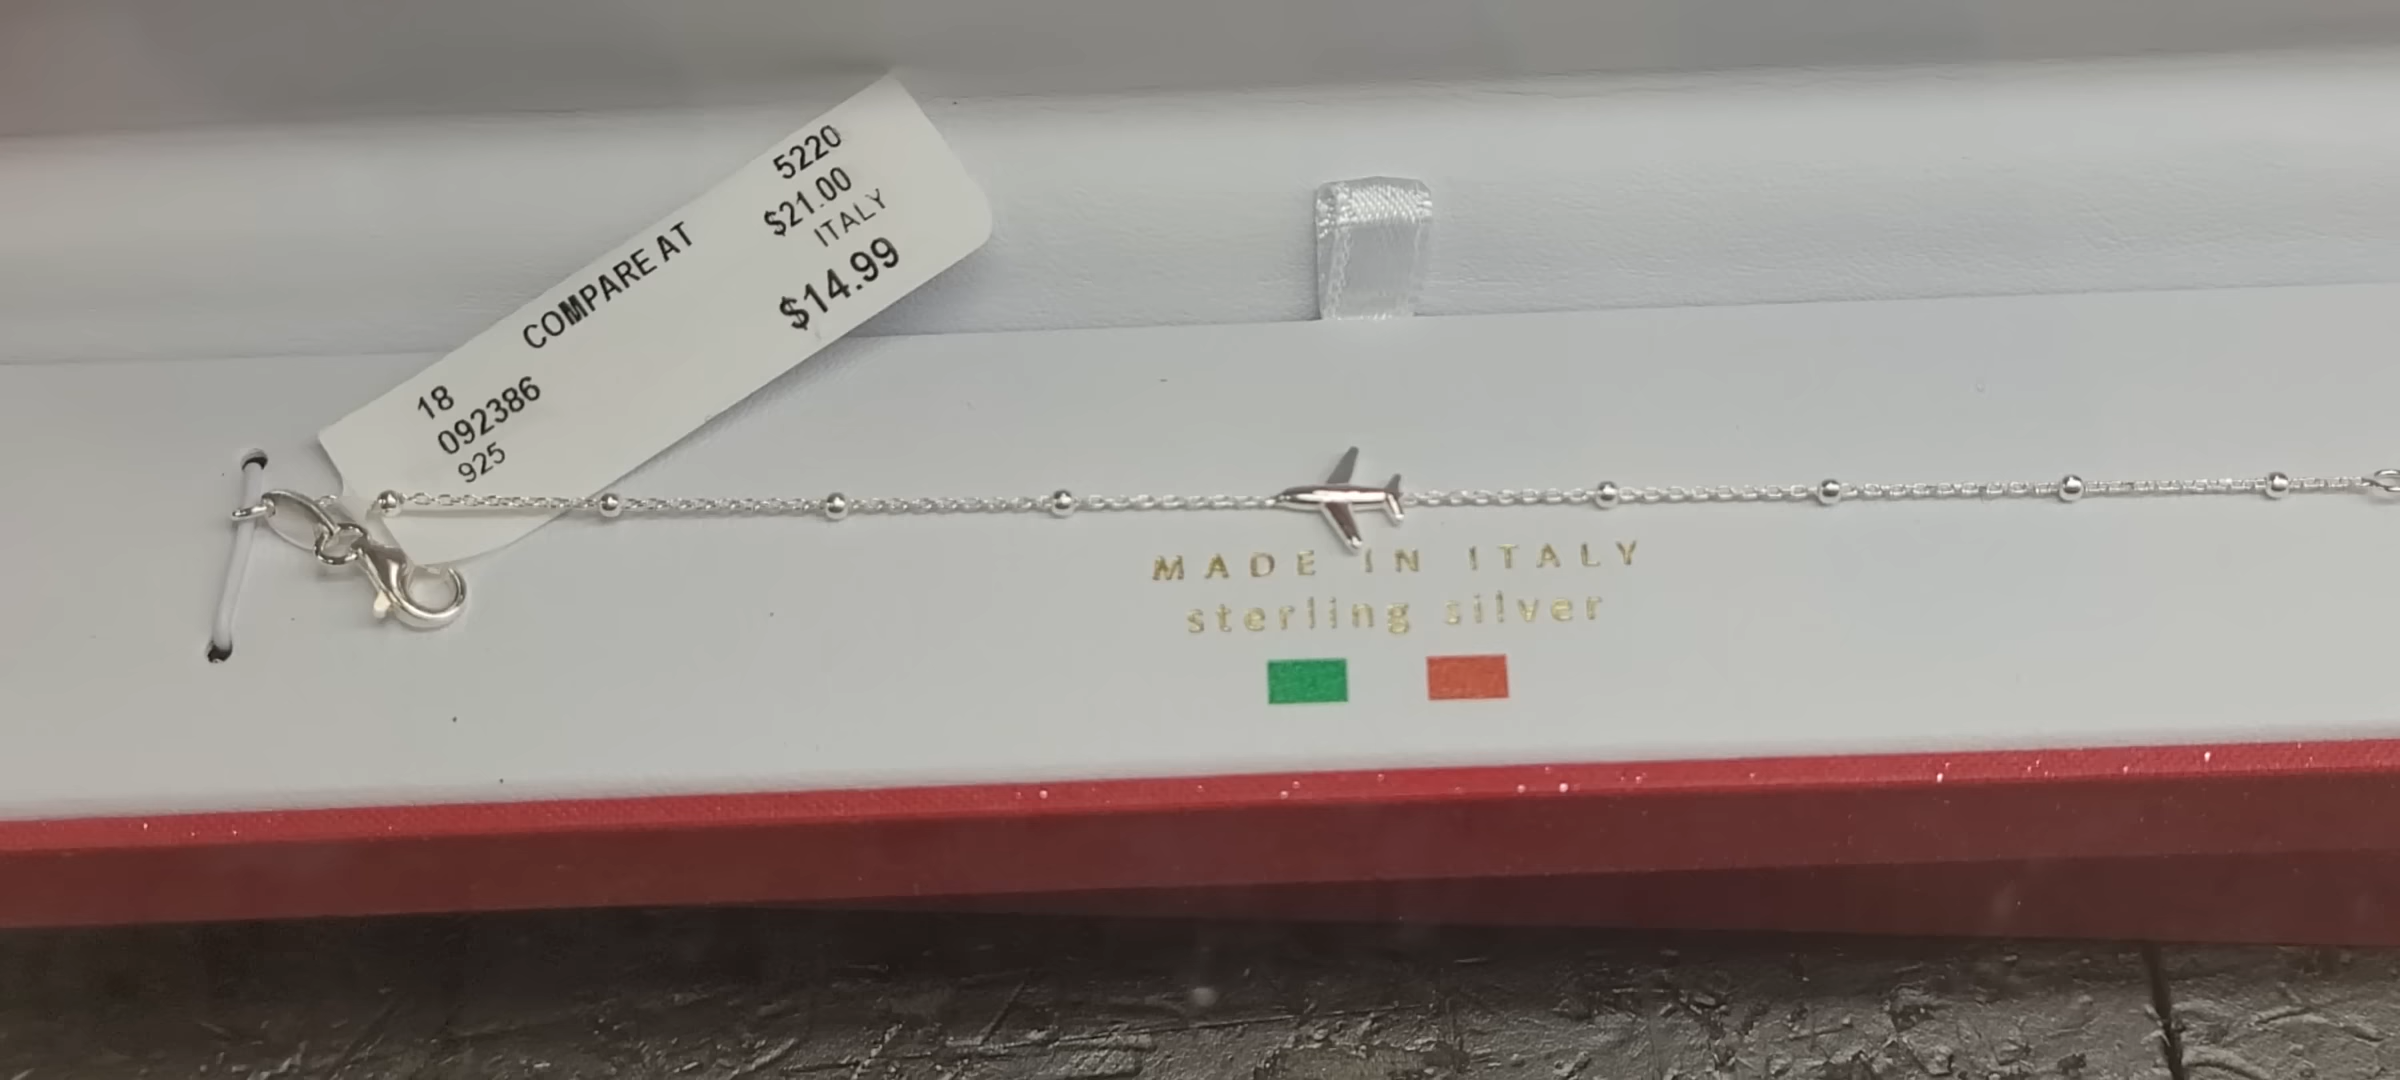 5220
COMPARE AT $21.00
ITALY
18 $14.99
092386
925
MADE IN ITALY
sterling silver